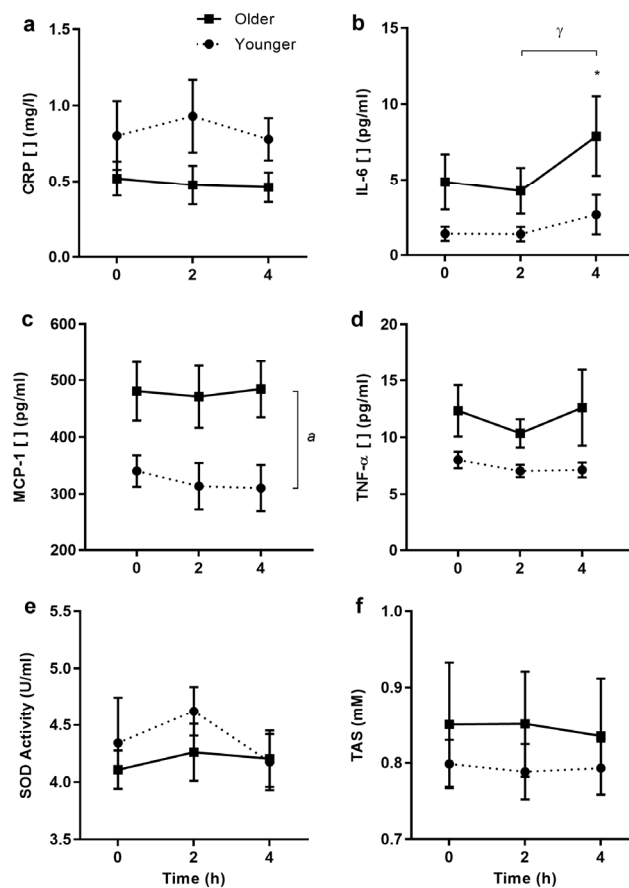 Older
Younger
a
CRP [ ] (mg/l)
1.5
1.0
0.5
0.0
0 2 4
b
γ
*
IL-6 [ ] (pg/ml)
15
10
5
0
0 2 4
c
MCP-1 [ ] (pg/ml)
600
500
400
300
200
a
0 2 4
d
TNF-α [ ] (pg/ml)
20
15
10
5
0
0 2 4
e
SOD Activity (U/ml)
5.5
5.0
4.5
4.0
3.5
0 2 4
Time (h)
f
TAS
(mM)
1.0
0.9
0.8
0.7
0 2 4
Time (h)